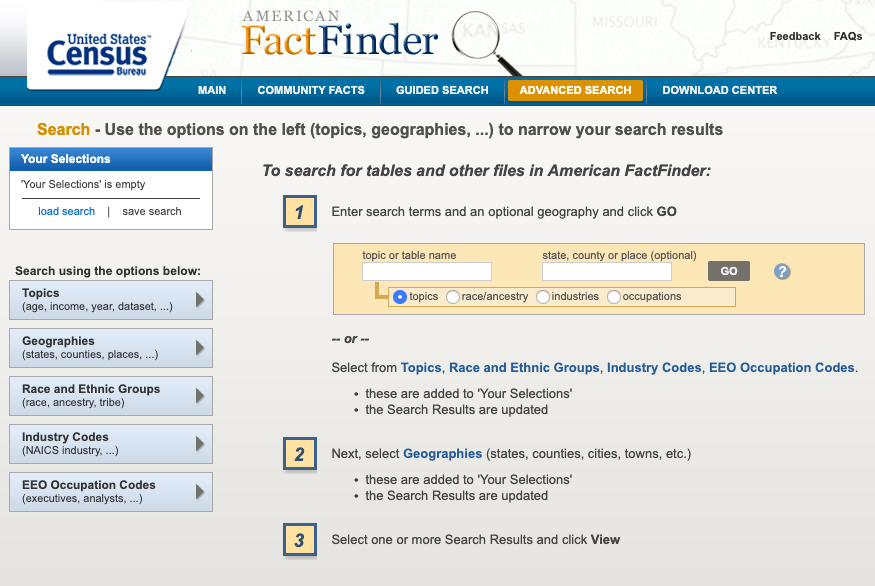 United States™
Census
Bureau
AMERICAN
FactFinder
KANSAS
MISSOURI
KENTUCKY
Feedback FAQs
MAIN COMMUNITY FACTS GUIDED SEARCH ADVANCED SEARCH DOWNLOAD CENTER
Search - Use the options on the left (topics, geographies, ...) to narrow your search results
Your Selections
'Your Selections' is empty
load search | save search
Search using the options below:
Topics
(age, income, year, dataset, ...)
Geographies
(states, counties, places, ...)
Race and Ethnic Groups
(race, ancestry, tribe)
Industry Codes
(NAICS industry, ...)
EEO Occupation Codes
(executives, analysts, ...)
To search for tables and other files in American FactFinder:
1 Enter search terms and an optional geography and click GO
topic or table name state, county or place (optional)
GO ?
topics race/ancestry industries occupations
-- or --
Select from Topics, Race and Ethnic Groups, Industry Codes, EEO Occupation Codes.
• these are added to 'Your Selections'
• the Search Results are updated
2 Next, select Geographies (states, counties, cities, towns, etc.)
• these are added to 'Your Selections'
• the Search Results are updated
3 Select one or more Search Results and click View